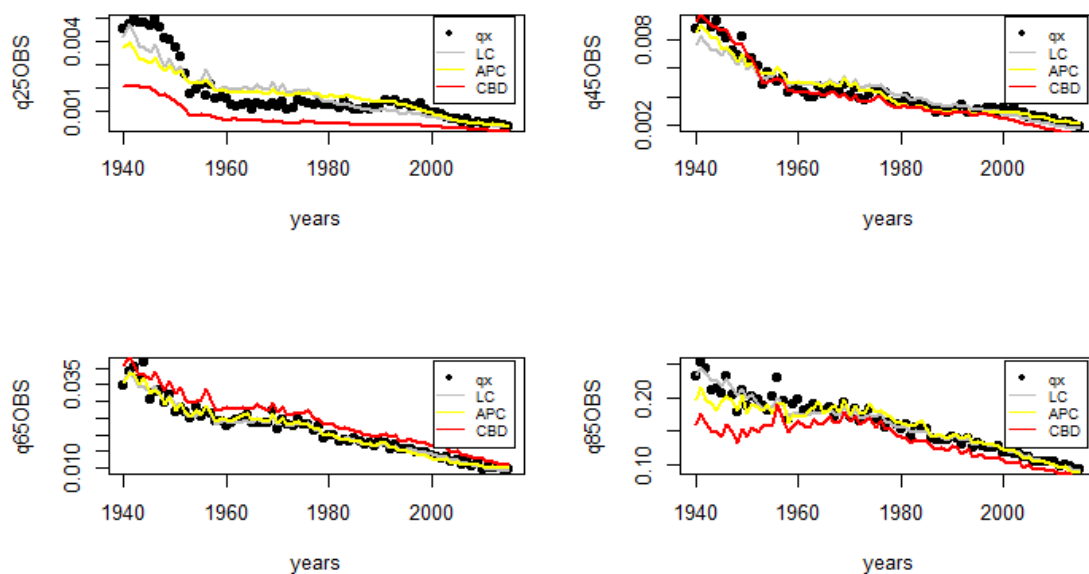 q25OBS
0.001 0.004
qx
LC
APC
CBD
1940 1960 1980 2000
years
q45OBS
0.002 0.008
qx
LC
APC
CBD
1940 1960 1980 2000
years
q65OBS
0.010 0.035
qx
LC
APC
CBD
1940 1960 1980 2000
years
q85OBS
0.10 0.20
qx
LC
APC
CBD
1940 1960 1980 2000
years